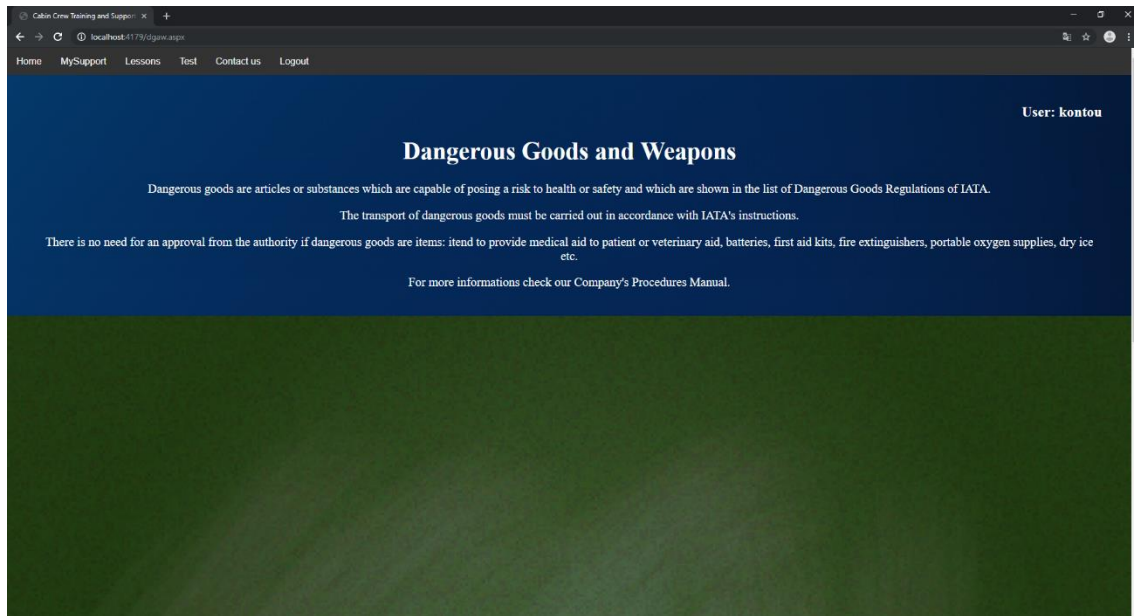 Cabin Crew Training and Suppor
localhost:4179/dgaw.aspx
Home MySupport Lessons Test Contact us Logout
User: kontou
Dangerous Goods and Weapons
Dangerous goods are articles or substances which are capable of posing a risk to health or safety and which are shown in the list of Dangerous Goods Regulations of IATA.
The transport of dangerous goods must be carried out in accordance with IATA's instructions.
There is no need for an approval from the authority if dangerous goods are items: itend to provide medical aid to patient or veterinary aid, batteries, first aid kits, fire extinguishers, portable oxygen supplies, dry ice
etc.
For more informations check our Company's Procedures Manual.